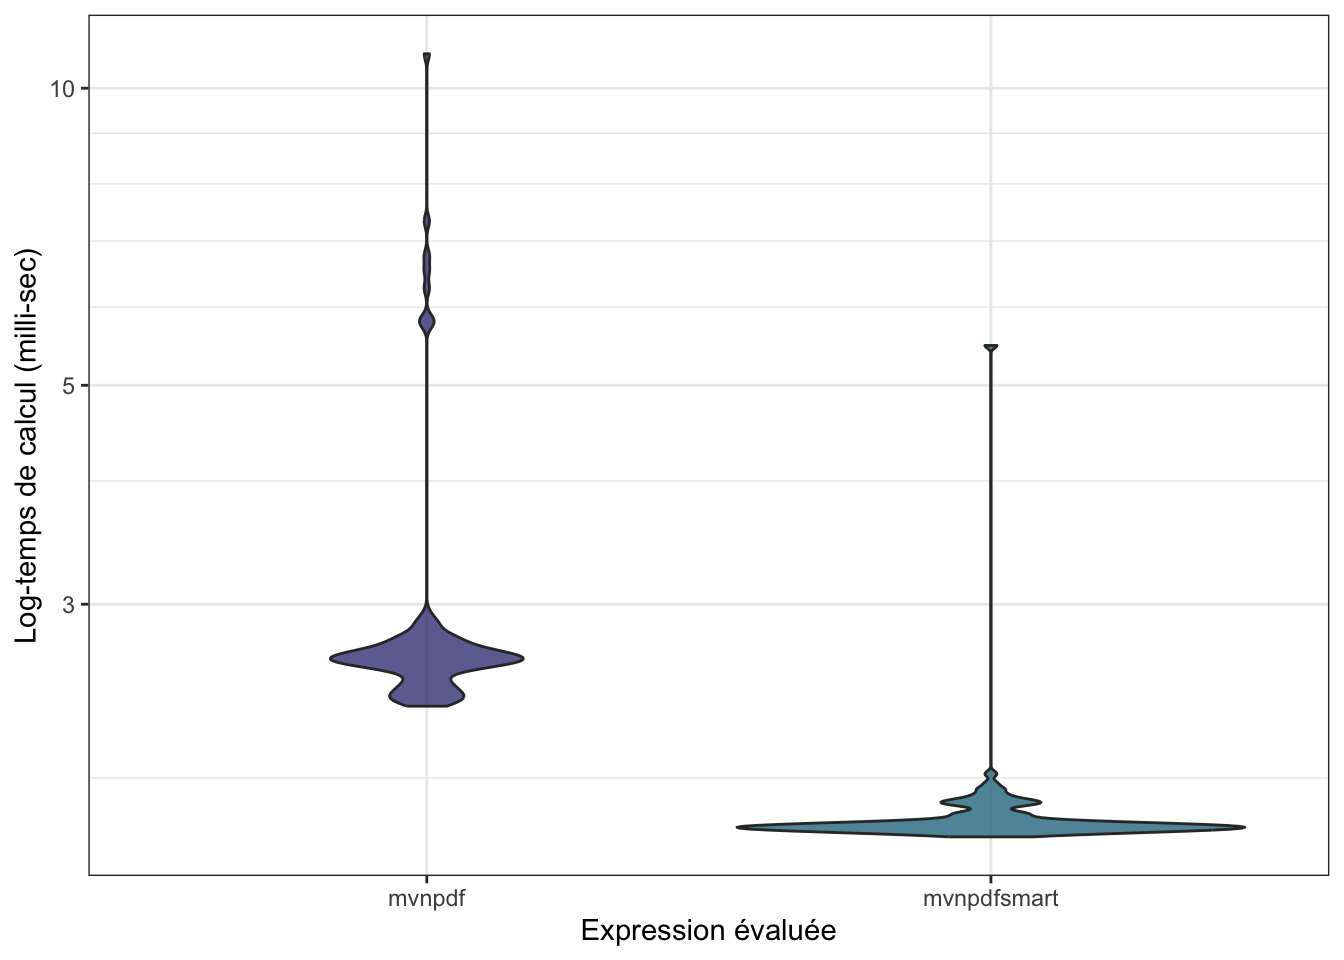 Log-temps de calcul (milli-sec)
10
5
3
mvnpdf
mvnpdfsmart
Expression évaluée